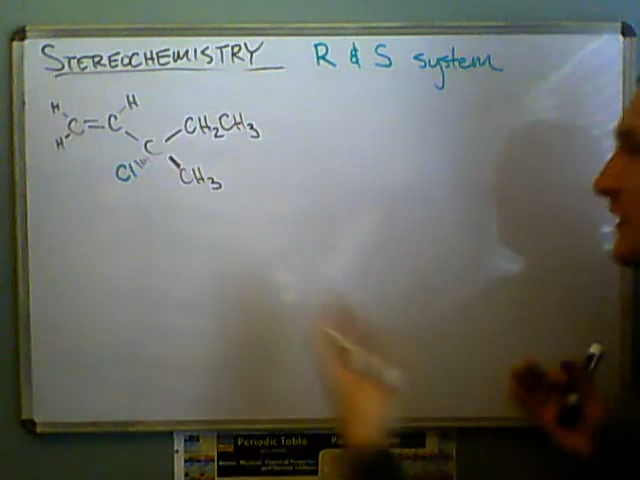 STEREOCHEMISTRY R & S system
H H
C=C CH2CH3
H C
Cl CH3
Periodic Table